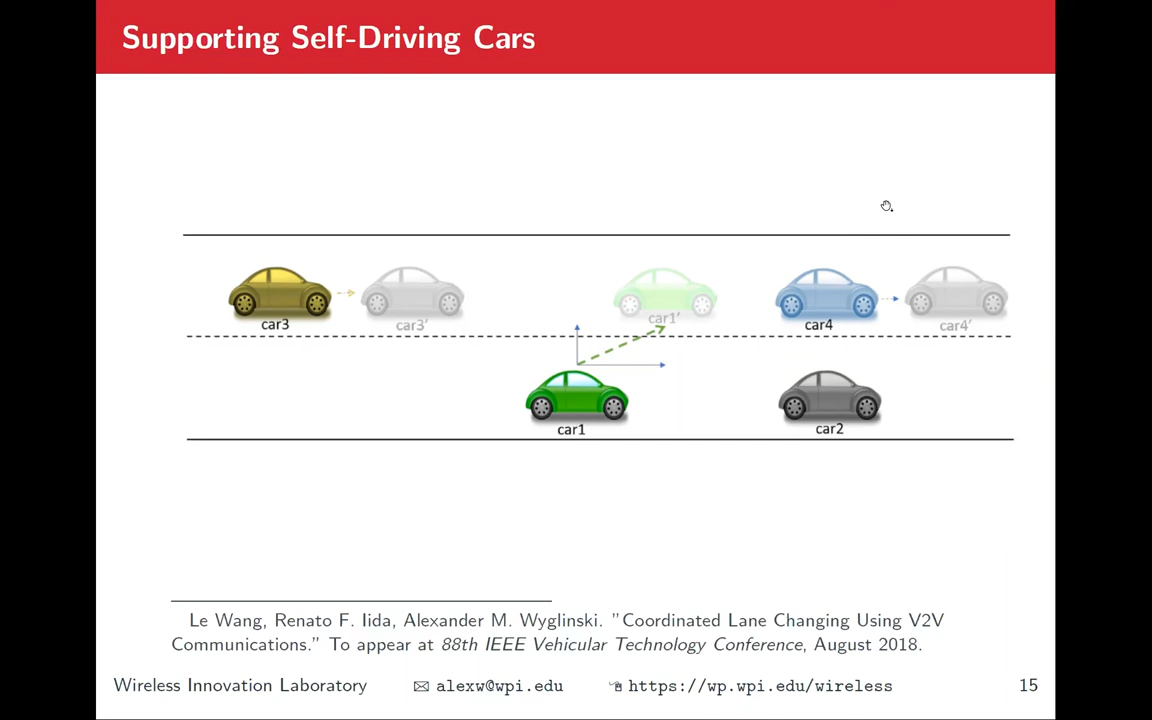 Supporting Self-Driving Cars
car3 car3′ car1′ car4 car4′
car1 car2
Le Wang, Renato F. Iida, Alexander M. Wyglinski. "Coordinated Lane Changing Using V2V
Communications." To appear at 88th IEEE Vehicular Technology Conference, August 2018.
Wireless Innovation Laboratory alexw@wpi.edu https://wp.wpi.edu/wireless 15